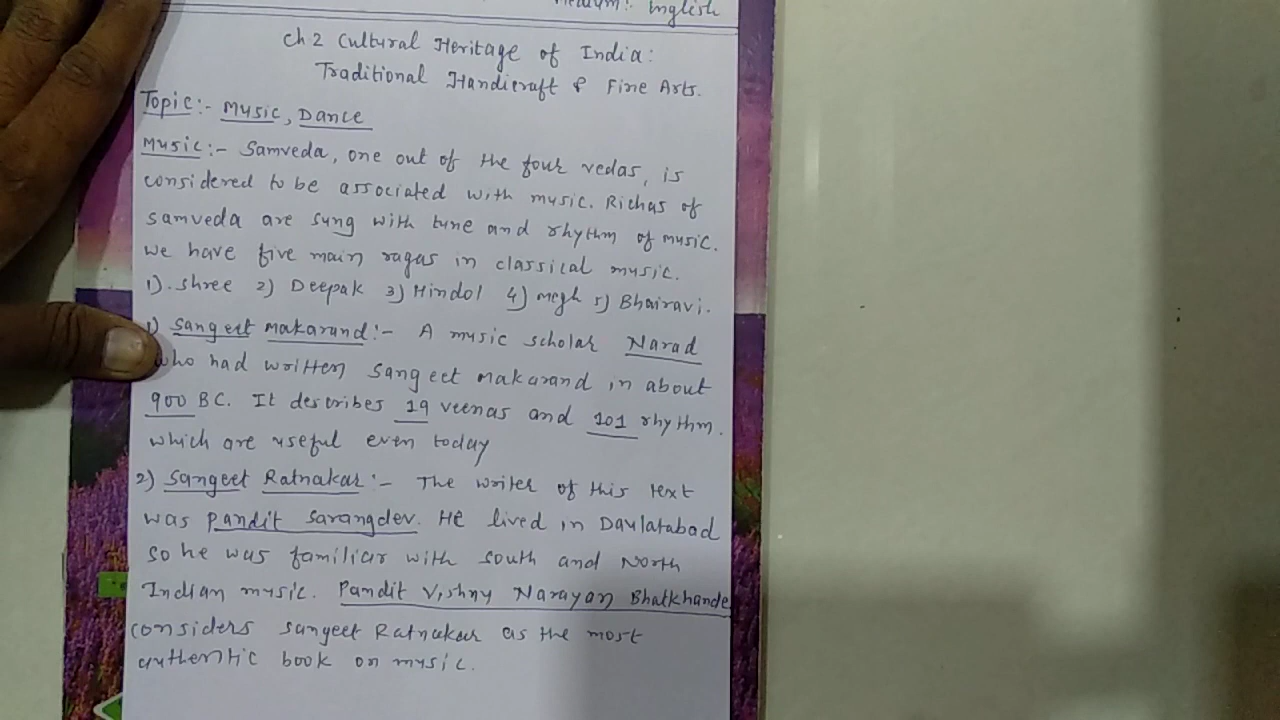 Medium:- English
Ch 2 Cultural Heritage of India:
Traditional Handicraft & Fine Arts.
Topic:- Music, Dance
Music:- Samveda, one out of the four vedas, is
considered to be associated with music. Richas of
samveda are sung with tune and rhythm of music.
we have five main ragas in classical music.
1). Shree 2) Deepak 3) Hindol 4) megh 5) Bhairavi.
1) Sangeet Makarand:- A music scholar Narad
who had written Sangeet Makarand in about
900 BC. It describes 19 veenas and 101 rhythm.
which are useful even today
2) Sangeet Ratnakar:- The writer of this text
was Pandit Sarangdev. He lived in Daulatabad
so he was familiar with south and North
Indian music. Pandit Vishnu Narayan Bhatkhande
considers Sangeet Ratnakar as the most
authentic book on music.